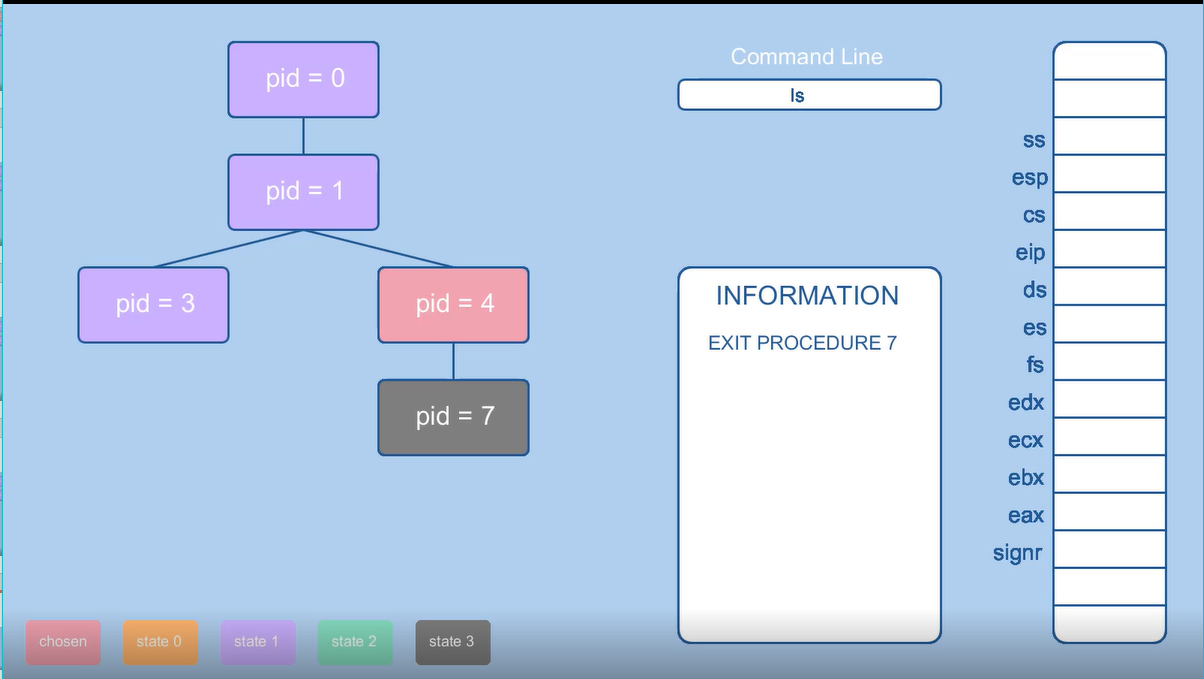 pid = 0
pid = 1
pid = 3
pid = 4
pid = 7
Command Line
ls
INFORMATION
EXIT PROCEDURE 7
ss
esp
cs
eip
ds
es
fs
edx
ecx
ebx
eax
signr
chosen
state 0
state 1
state 2
state 3